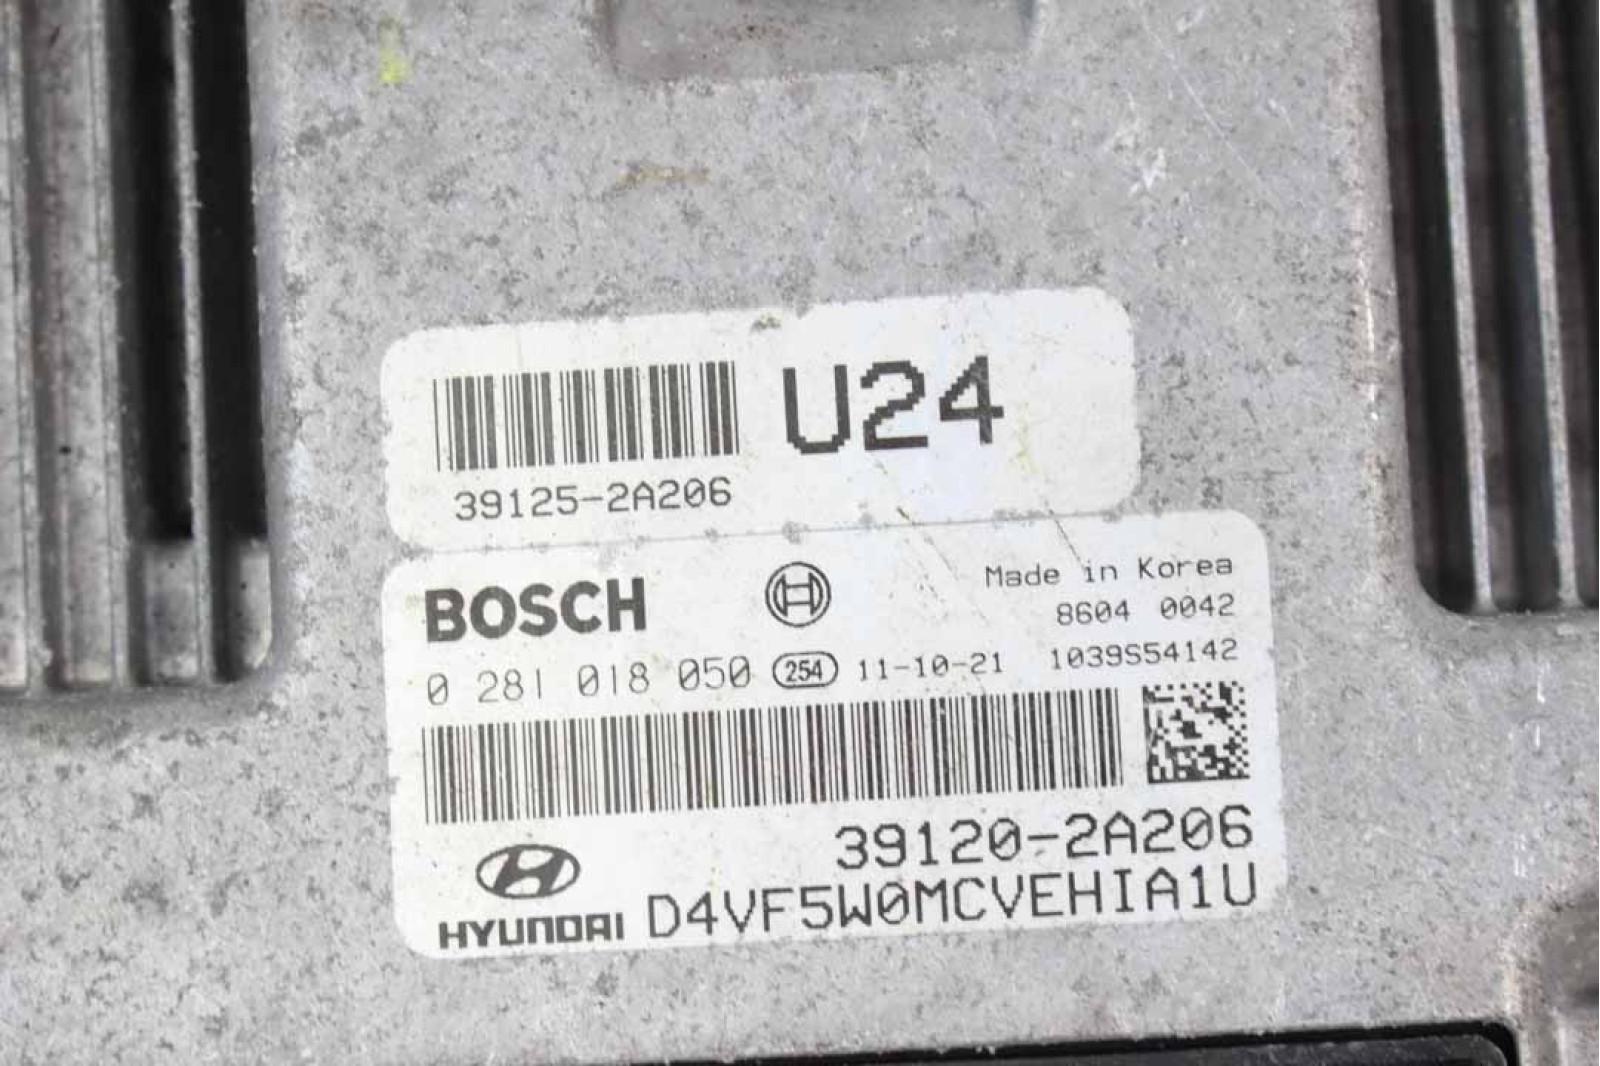 U24
39125-2A206
BOSCH
Made in Korea
8604 0042
0 281 018 050 254 11-10-21 1039S54142
39120-2A206
HYUNDAI D4VF5W0MCVEHIA1U